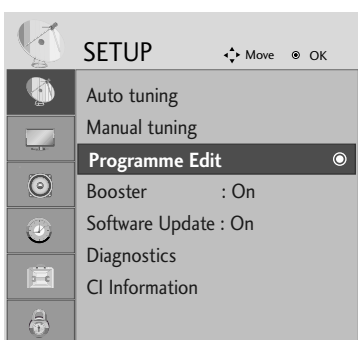 SETUP Move OK
Auto tuning
Manual tuning
Programme Edit
Booster : On
Software Update : On
Diagnostics
CI Information